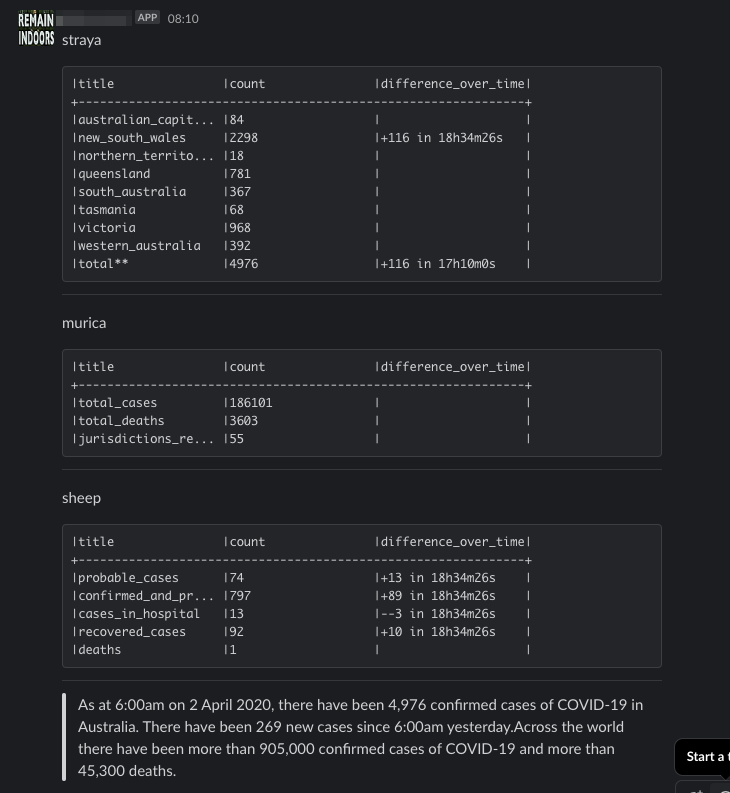 REMAIN
INDOORS
APP 08:10
straya
|title |count |difference_over_time|
+--------------------------------------------------------------+
|australian_capit... |84 | |
|new_south_wales |2298 |+116 in 18h34m26s |
|northern_territo... |18 | |
|queensland |781 | |
|south_australia |367 | |
|tasmania |68 | |
|victoria |968 | |
|western_australia |392 | |
|total** |4976 |+116 in 17h10m0s |
murica
|title |count |difference_over_time|
+--------------------------------------------------------------+
|total_cases |186101 | |
|total_deaths |3603 | |
|jurisdictions_re... |55 | |
sheep
|title |count |difference_over_time|
+--------------------------------------------------------------+
|probable_cases |74 |+13 in 18h34m26s |
|confirmed_and_pr... |797 |+89 in 18h34m26s |
|cases_in_hospital |13 |--3 in 18h34m26s |
|recovered_cases |92 |+10 in 18h34m26s |
|deaths |1 | |
As at 6:00am on 2 April 2020, there have been 4,976 confirmed cases of COVID-19 in
Australia. There have been 269 new cases since 6:00am yesterday.Across the world
there have been more than 905,000 confirmed cases of COVID-19 and more than
45,300 deaths.
Start a